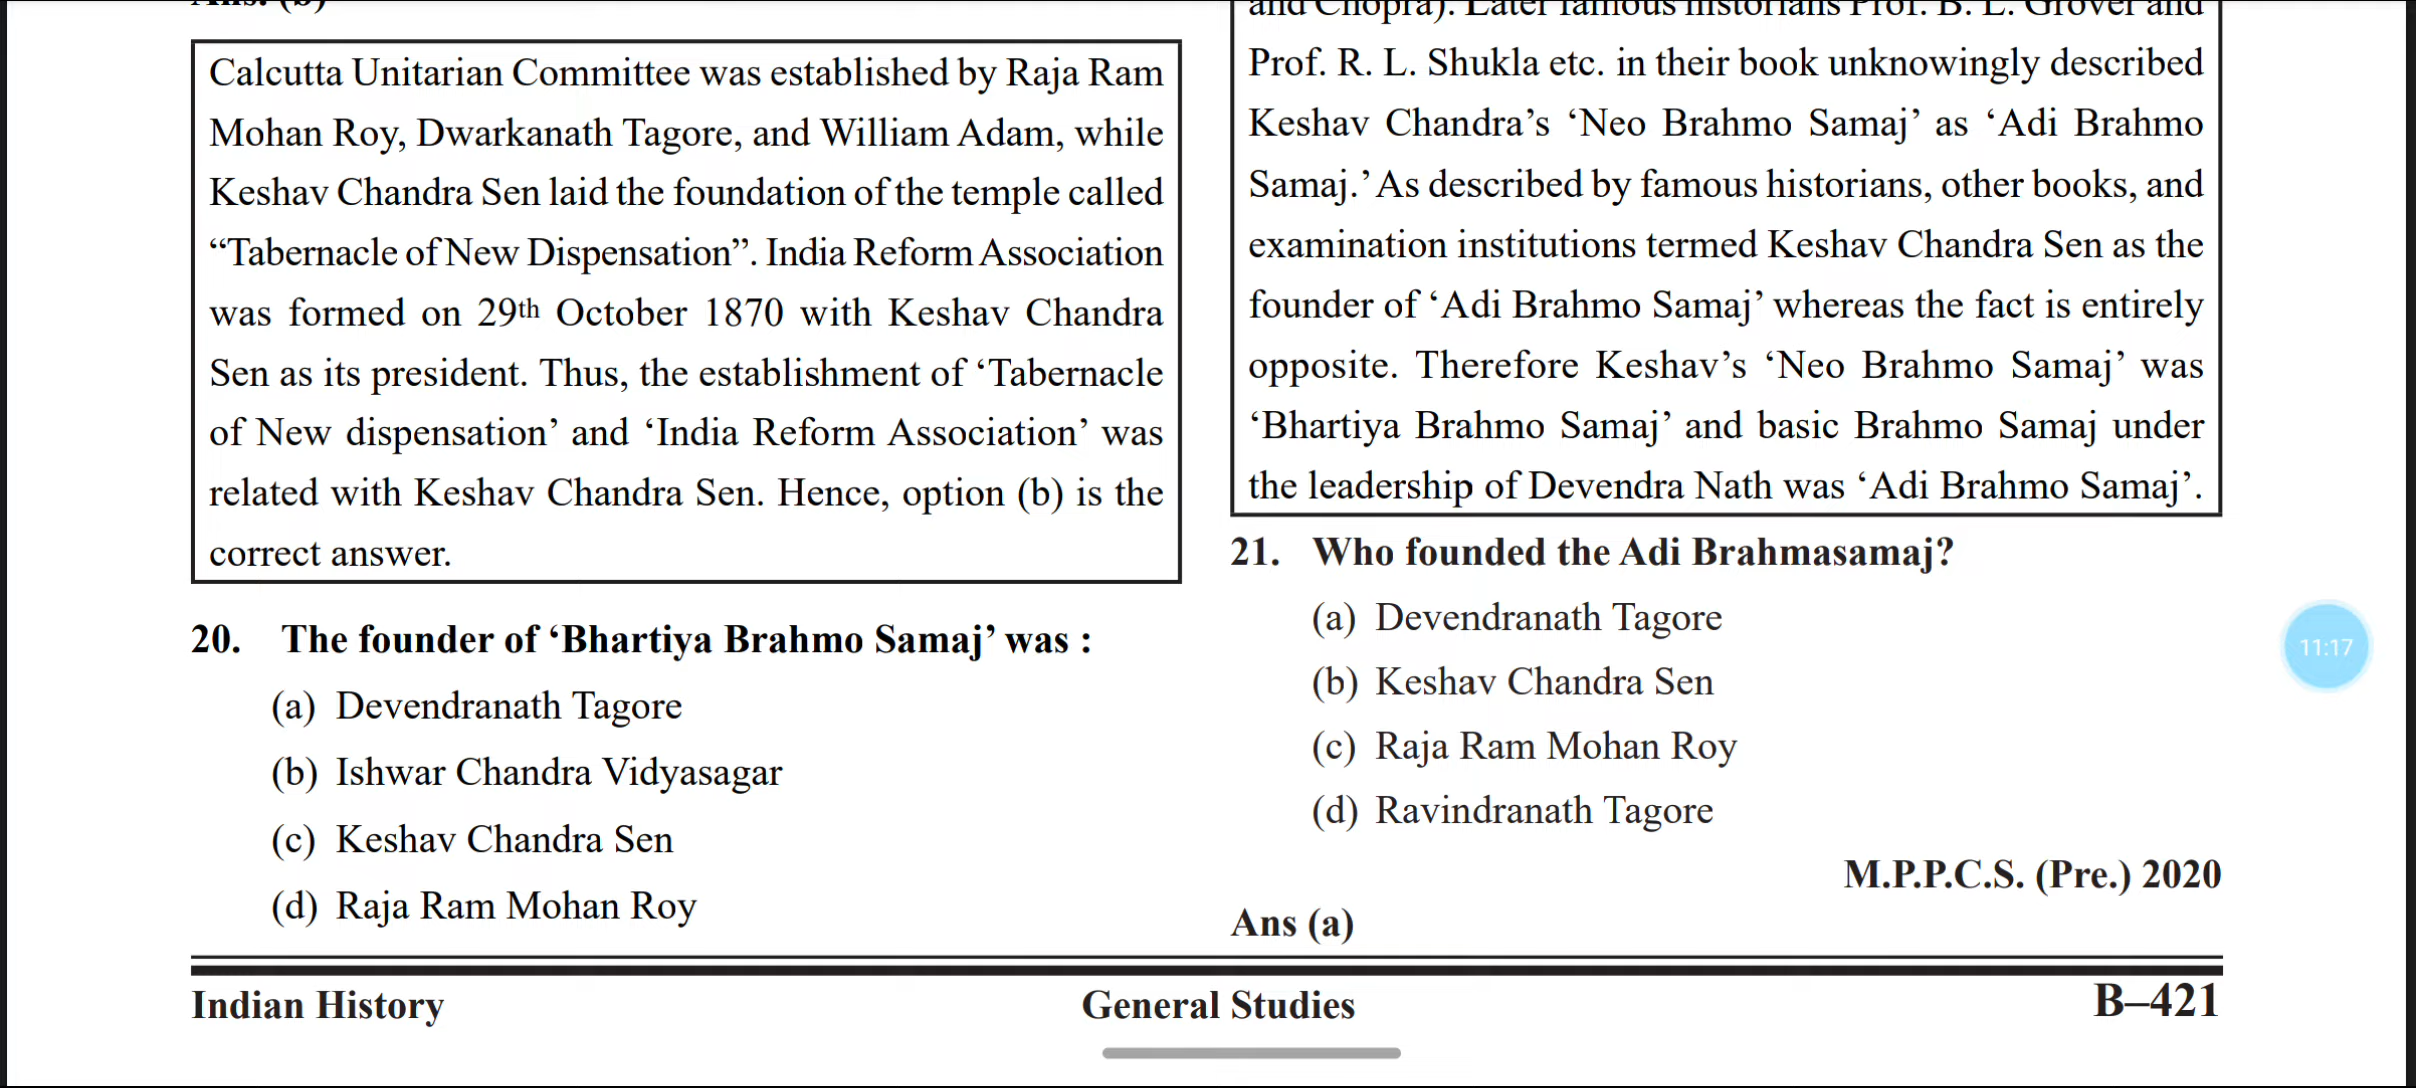 Ans. (b)
Calcutta Unitarian Committee was established by Raja Ram
Mohan Roy, Dwarkanath Tagore, and William Adam, while
Keshav Chandra Sen laid the foundation of the temple called
“Tabernacle of New Dispensation”. India Reform Association
was formed on 29th October 1870 with Keshav Chandra
Sen as its president. Thus, the establishment of ‘Tabernacle
of New dispensation’ and ‘India Reform Association’ was
related with Keshav Chandra Sen. Hence, option (b) is the
correct answer.
20. The founder of ‘Bhartiya Brahmo Samaj’ was :
(a) Devendranath Tagore
(b) Ishwar Chandra Vidyasagar
(c) Keshav Chandra Sen
(d) Raja Ram Mohan Roy
and Chopra). Later famous historians Prof. B. L. Grover and
Prof. R. L. Shukla etc. in their book unknowingly described
Keshav Chandra’s ‘Neo Brahmo Samaj’ as ‘Adi Brahmo
Samaj.’ As described by famous historians, other books, and
examination institutions termed Keshav Chandra Sen as the
founder of ‘Adi Brahmo Samaj’ whereas the fact is entirely
opposite. Therefore Keshav’s ‘Neo Brahmo Samaj’ was
‘Bhartiya Brahmo Samaj’ and basic Brahmo Samaj under
the leadership of Devendra Nath was ‘Adi Brahmo Samaj’.
21. Who founded the Adi Brahmasamaj?
(a) Devendranath Tagore
(b) Keshav Chandra Sen
(c) Raja Ram Mohan Roy
(d) Ravindranath Tagore
M.P.P.C.S. (Pre.) 2020
Ans (a)
11:17
Indian History General Studies B–421